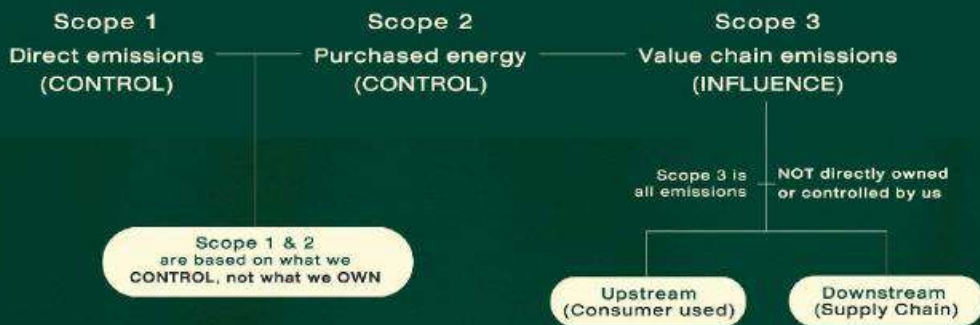 Scope 1
Direct emissions
(CONTROL)
Scope 2
Purchased energy
(CONTROL)
Scope 3
Value chain emissions
(INFLUENCE)
Scope 3 is
all emissions
NOT directly owned
or controlled by us
Scope 1 & 2
are based on what we
CONTROL, not what we OWN
Upstream
(Consumer used)
Downstream
(Supply Chain)